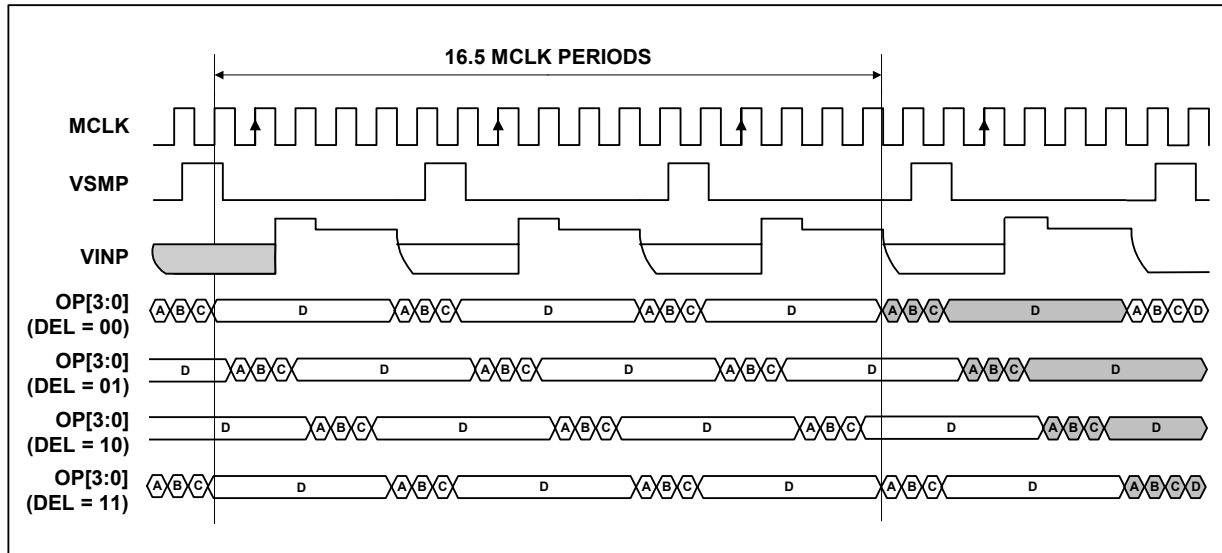 16.5 MCLK PERIODS
MCLK
VSMP
VINP
OP[3:0]
(DEL = 00)
A B C D A B C D A B C D A B C D A B C D
OP[3:0]
(DEL = 01)
D A B C D A B C D A B C D A B C D
OP[3:0]
(DEL = 10)
D A B C D A B C D A B C D A B C D
OP[3:0]
(DEL = 11)
A B C D A B C D A B C D A B C D A B C D